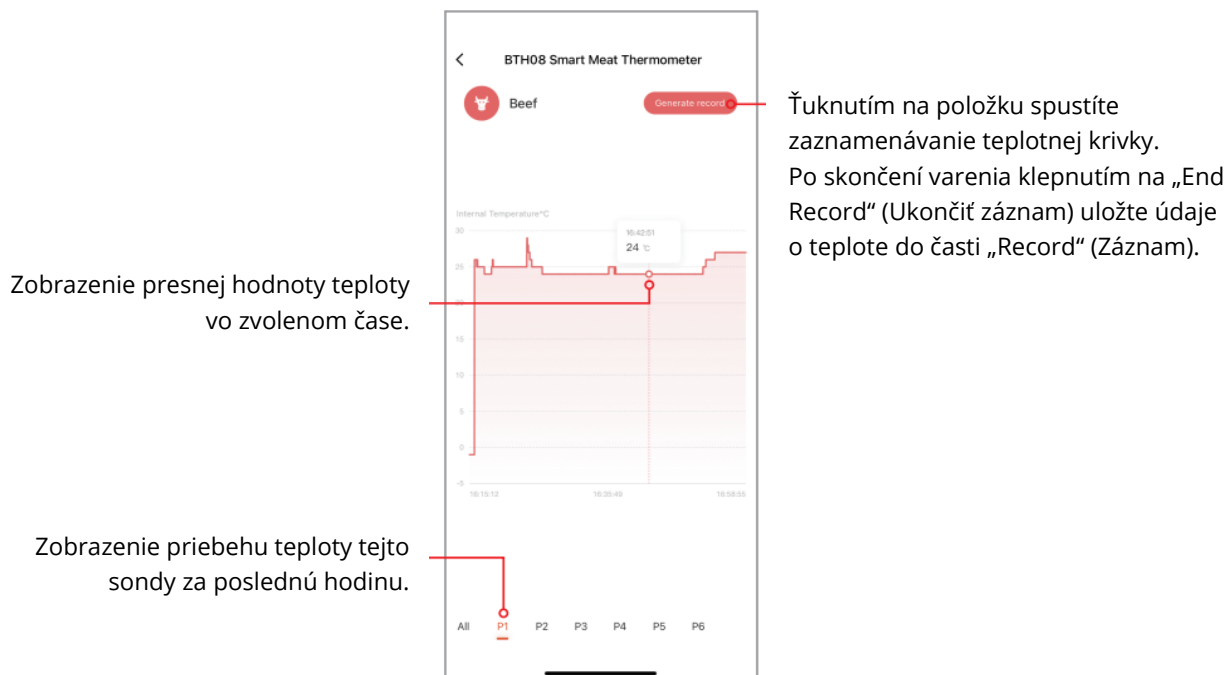 BTH08 Smart Meat Thermometer
Beef
Generate record
Ťuknutím na položku spustíte
zaznamenávanie teplotnej krivky.
Po skončení varenia klepnutím na „End
Record“ (Ukončiť záznam) uložte údaje
o teplote do časti „Record“ (Záznam).
Internal Temperature°C
30
16:42:51
24 °C
25
Zobrazenie presnej hodnoty teploty
vo zvolenom čase.
20
15
10
5
0
-5
16:15:12 16:35:49 16:58:55
Zobrazenie priebehu teploty tejto
sondy za poslednú hodinu.
All P1 P2 P3 P4 P5 P6